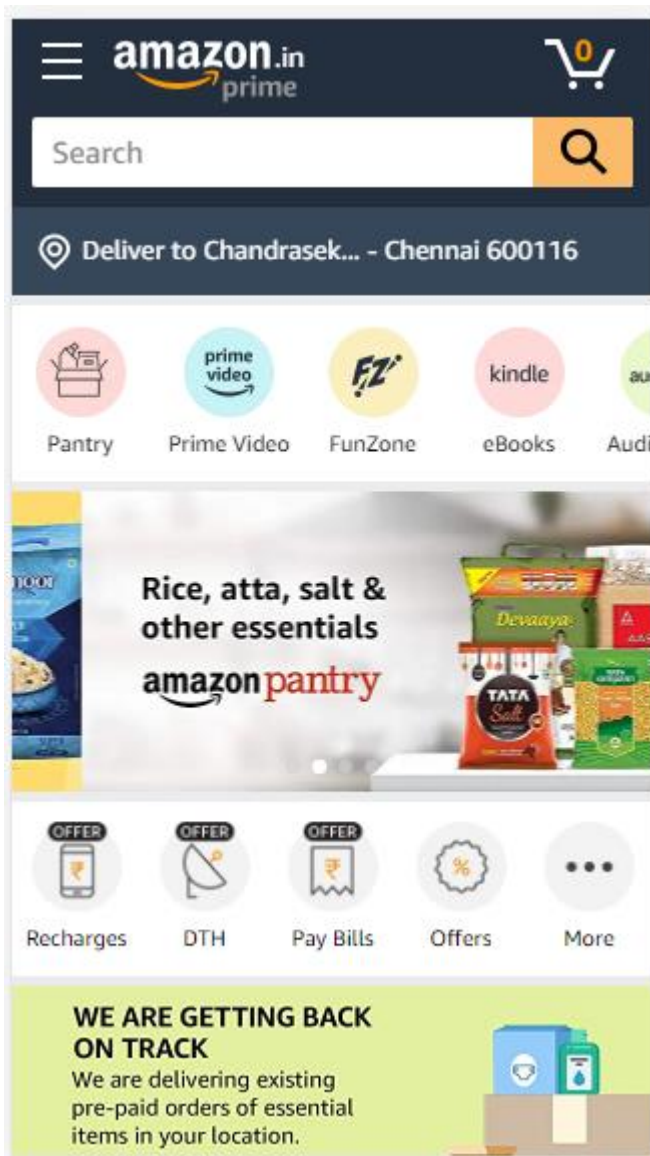 amazon.in
prime
0
Search
Deliver to Chandrasek... - Chennai 600116
prime
video
FZ
kindle
Pantry
Prime Video
FunZone
eBooks
Rice, atta, salt &
other essentials
amazon pantry
Devaaya
TATA
Salt
OFFER
OFFER
OFFER
₹
₹
%
Recharges
DTH
Pay Bills
Offers
More
WE ARE GETTING BACK
ON TRACK
We are delivering existing
pre-paid orders of essential
items in your location.